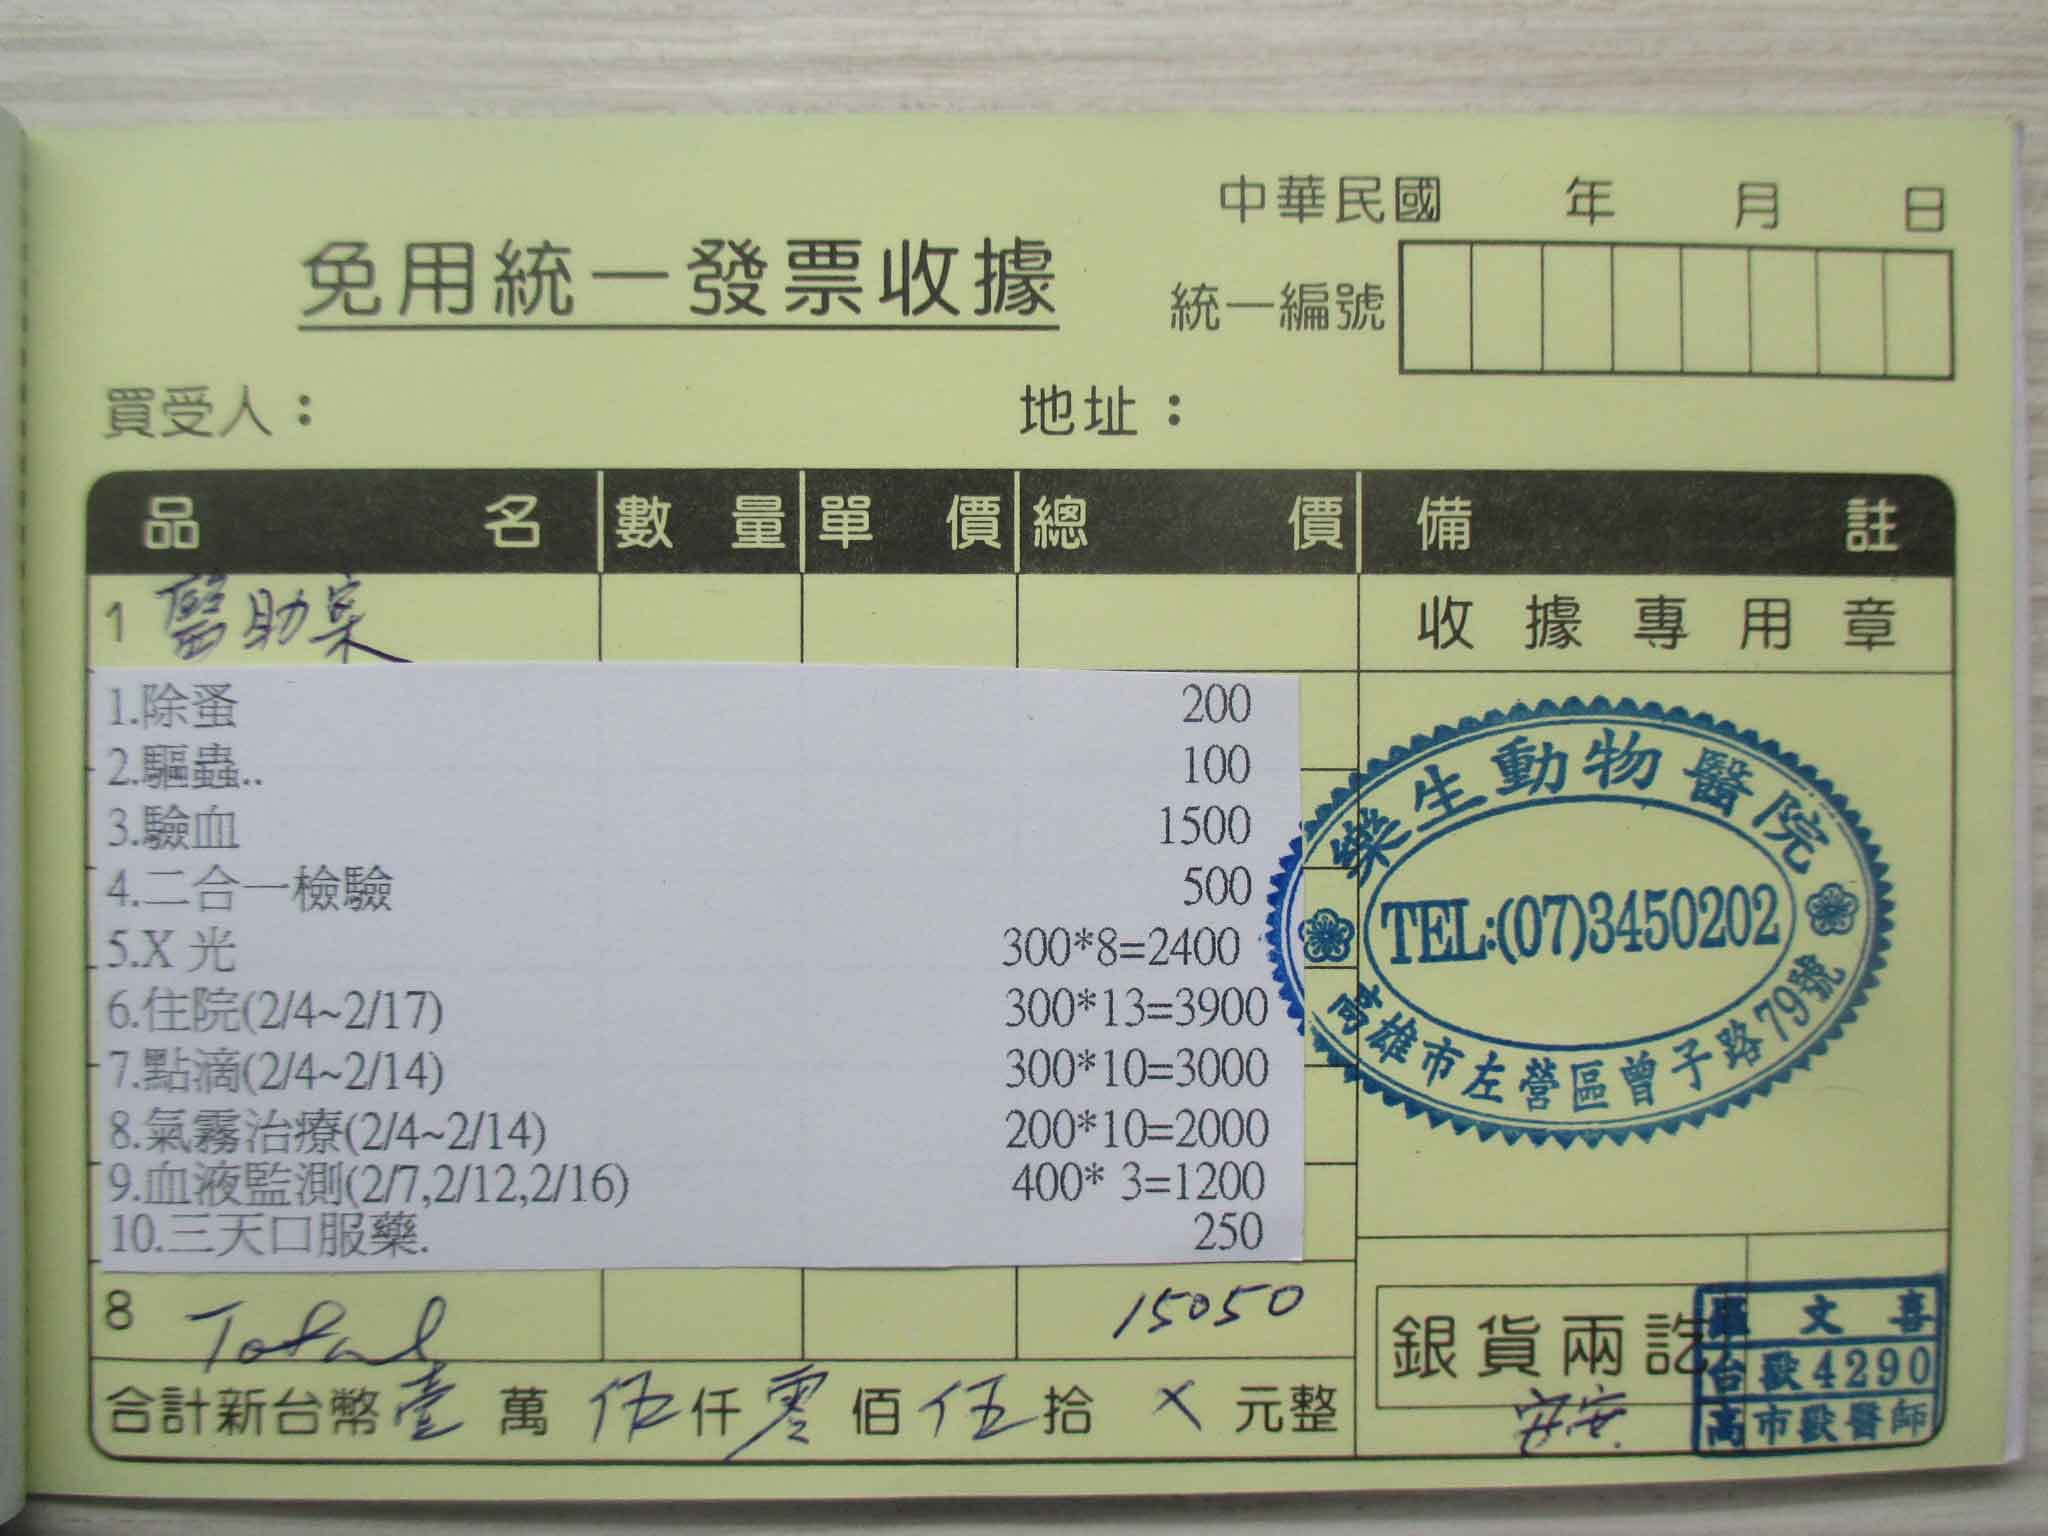 中華民國 年 月 日
免用統一發票收據
統一編號
買受人： 地址：
品名 數量 單價 總價 備註
1 醫助案
收據專用章
1.除蚤 200
2.驅蟲.. 100
3.驗血 1500
4.二合一檢驗 500
5.X 光 300*8=2400
6.住院(2/4~2/17) 300*13=3900
7.點滴(2/4~2/14) 300*10=3000
8.氣霧治療(2/4~2/14) 200*10=2000
9.血液監測(2/7,2/12,2/16) 400* 3=1200
10.三天口服藥. 250
樂生動物醫院
TEL:(07)3450202
高雄市左營區曾子路79號
8 Total 15050
合計新台幣壹萬伍仟零佰伍拾X元整
銀貨兩訖
安安
羅文喜
台獸4290
高市獸醫師